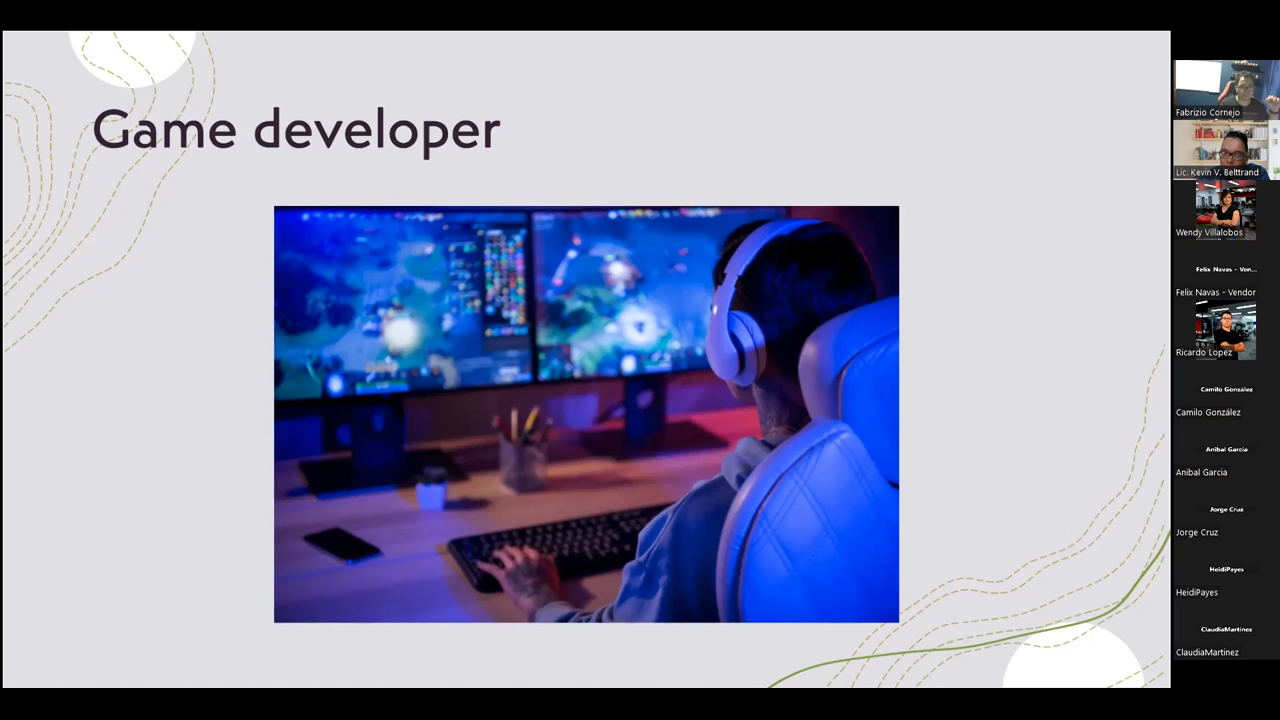 Game developer
Fabrizio Cornejo
Lic. Kevin V. Belttrand
Wendy Villalobos
Felix Navas - Ven...
Felix Navas - Vendor
Ricardo Lopez
Camilo González
Camilo González
Anibal Garcia
Anibal Garcia
Jorge Cruz
Jorge Cruz
HeidiPayes
HeidiPayes
ClaudiaMartinez
ClaudiaMartinez